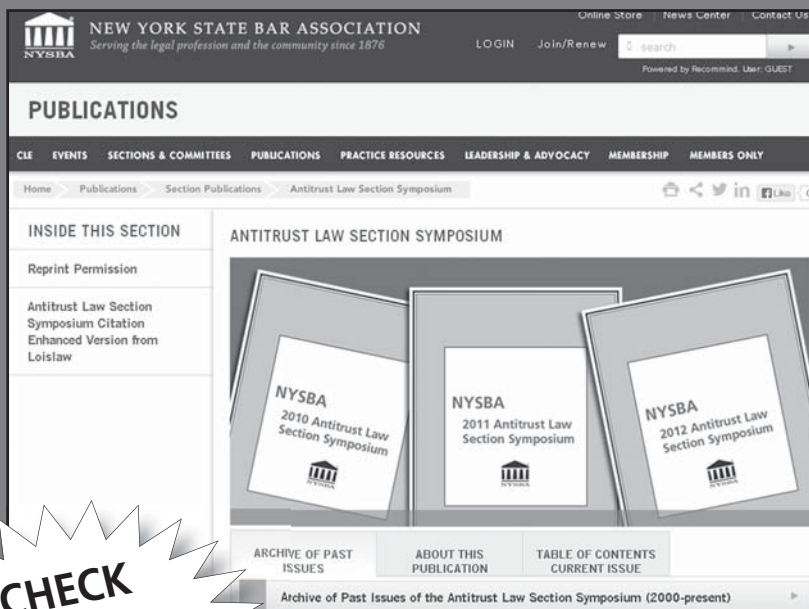 NYSBA
NEW YORK STATE BAR ASSOCIATION
Serving the legal profession and the community since 1876
Online Store News Center Contact Us
LOGIN Join/Renew search
Powered by Recommind. User: GUEST
PUBLICATIONS
CLE EVENTS SECTIONS & COMMITTEES PUBLICATIONS PRACTICE RESOURCES LEADERSHIP & ADVOCACY MEMBERSHIP MEMBERS ONLY
Home Publications Section Publications Antitrust Law Section Symposium
in f Like
INSIDE THIS SECTION
Reprint Permission
Antitrust Law Section
Symposium Citation
Enhanced Version from
Loislaw
ANTITRUST LAW SECTION SYMPOSIUM
NYSBA
2010 Antitrust Law
Section Symposium
NYSBA
NYSBA
2011 Antitrust Law
Section Symposium
NYSBA
NYSBA
2012 Antitrust Law
Section Symposium
NYSBA
ARCHIVE OF PAST
ISSUES
ABOUT THIS
PUBLICATION
TABLE OF CONTENTS
CURRENT ISSUE
Archive of Past Issues of the Antitrust Law Section Symposium (2000-present)
CHECK